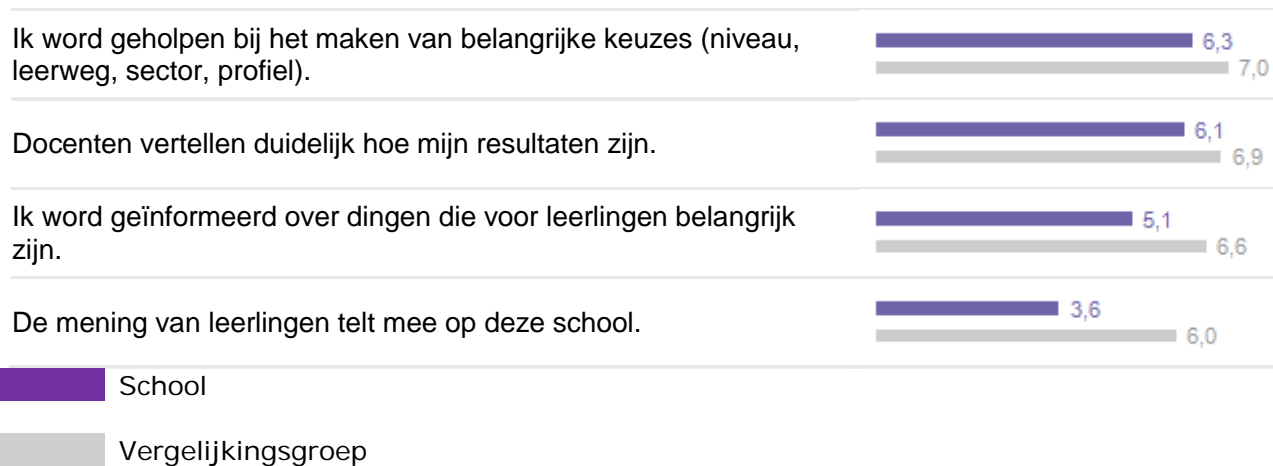 Ik word geholpen bij het maken van belangrijke keuzes (niveau,
leerweg, sector, profiel).
6,3
7,0
Docenten vertellen duidelijk hoe mijn resultaten zijn.
6,1
6,9
Ik word geïnformeerd over dingen die voor leerlingen belangrijk
zijn.
5,1
6,6
De mening van leerlingen telt mee op deze school.
3,6
6,0
School
Vergelijkingsgroep